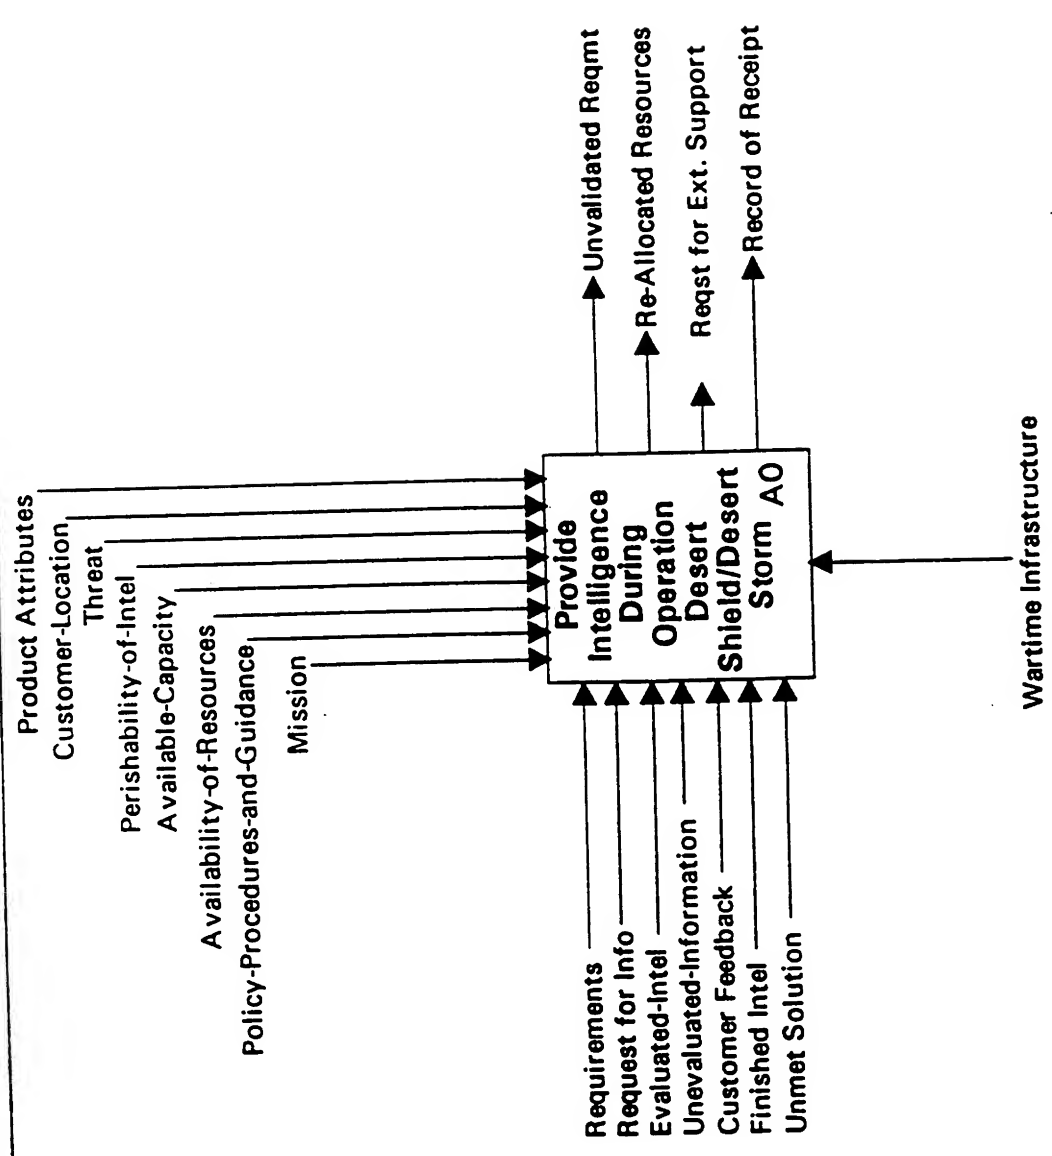 Product Attributes
Customer-Location
Threat
Perishability-of-Intel
Available-Capacity
Availability-of-Resources
Policy-Procedures-and-Guidance
Mission
Requirements
Request for Info
Evaluated-Intel
Unevaluated-Information
Customer Feedback
Finished Intel
Unmet Solution
Provide
Intelligence
During
Operation
Desert
Shield/Desert
Storm A0
Unvalidated Reqmt
Re-Allocated Resources
Reqst for Ext. Support
Record of Receipt
Wartime Infrastructure